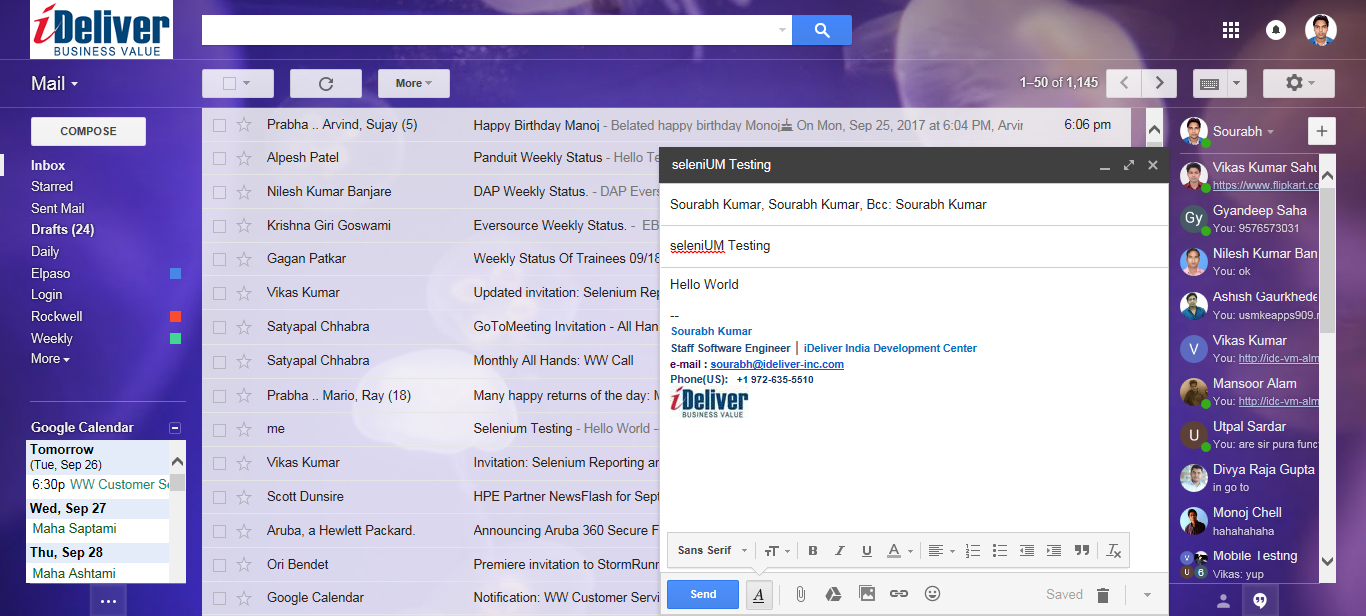 iDeliver
BUSINESS VALUE
Mail
More
1–50 of 1,145
COMPOSE
Inbox
Starred
Sent Mail
Drafts (24)
Daily
Elpaso
Login
Rockwell
Weekly
More
Google Calendar
Tomorrow
(Tue, Sep 26)
6:30p WW Customer Se
Wed, Sep 27
Maha Saptami
Thu, Sep 28
Maha Ashtami
Prabha .. Arvind, Sujay (5) Happy Birthday Manoj - Belated happy birthday Monoj On Mon, Sep 25, 2017 at 6:04 PM, Arvir 6:06 pm
Alpesh Patel Panduit Weekly Status - Hello Te
Nilesh Kumar Banjare DAP Weekly Status. - DAP Evers
Krishna Giri Goswami Eversource Weekly Status. - EB
Gagan Patkar Weekly Status Of Trainees 09/18
Vikas Kumar Updated invitation: Selenium Rep
Satyapal Chhabra GoToMeeting Invitation - All Han
Satyapal Chhabra Monthly All Hands: WW Call
Prabha .. Mario, Ray (18) Many happy returns of the day: M
me Selenium Testing - Hello World –
Vikas Kumar Invitation: Selenium Reporting ar
Scott Dunsire HPE Partner NewsFlash for Sept
Aruba, a Hewlett Packard. Announcing Aruba 360 Secure F
Ori Bendet Premiere invitation to StormRunn
Google Calendar Notification: WW Customer Servi
seleniUM Testing
Sourabh Kumar, Sourabh Kumar, Bcc: Sourabh Kumar
seleniUM Testing
Hello World
--
Sourabh Kumar
Staff Software Engineer | iDeliver India Development Center
e-mail : sourabh@ideliver-inc.com
Phone(US): +1 972-635-5510
iDeliver
BUSINESS VALUE
Sans Serif
Send
Saved
Sourabh
Vikas Kumar Sahu
https://www.flipkart.co
Gy
Gyandeep Saha
You: 9576573031
Nilesh Kumar Ban
You: ok
Ashish Gaurkhede
You: usmkeapps909.r
V
Vikas Kumar
You: http://idc-vm-alm
Mansoor Alam
You: http://idc-vm-alm
U
Utpal Sardar
You: are sir pura func
Divya Raja Gupta
in go to
Monoj Chell
hahahahaha
V
U 6
Mobile Testing
Vikas: yup